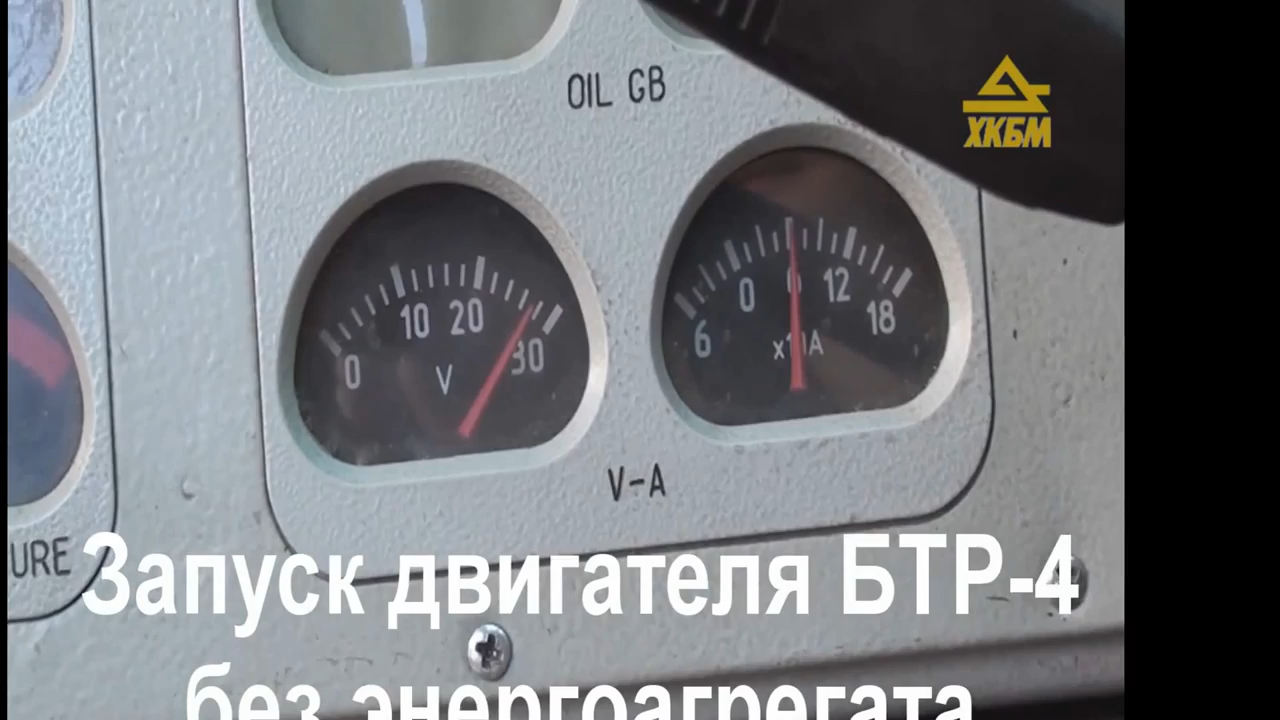 OIL GB
ХКБМ
0 10 20 30
V
6 0 6 12 18
x10A
V-A
URE
Запуск двигателя БТР-4
без энергоагрегата